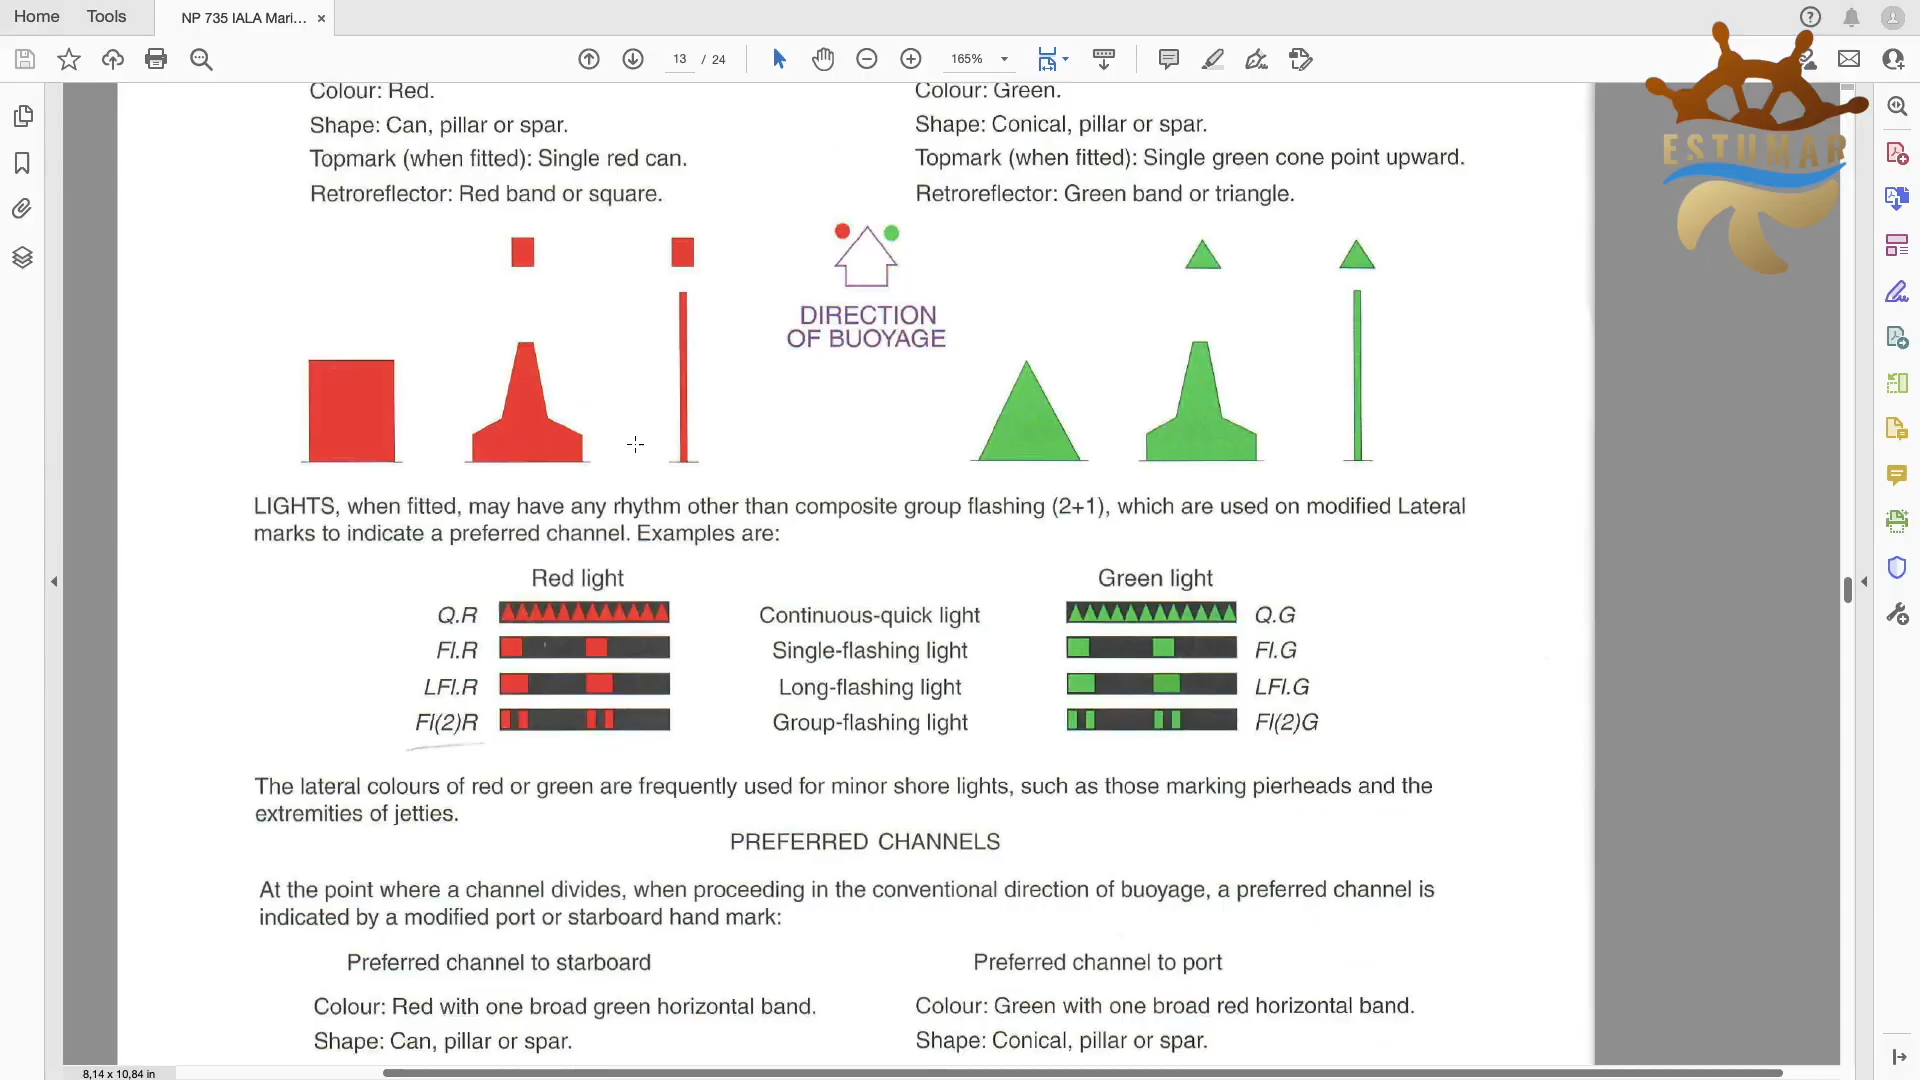 Home
Tools
NP 735 IALA Mari...
13 / 24
165%
Colour: Red.
Shape: Can, pillar or spar.
Topmark (when fitted): Single red can.
Retroreflector: Red band or square.
Colour: Green.
Shape: Conical, pillar or spar.
Topmark (when fitted): Single green cone point upward.
Retroreflector: Green band or triangle.
ESTUMAR
DIRECTION
OF BUOYAGE
LIGHTS, when fitted, may have any rhythm other than composite group flashing (2+1), which are used on modified Lateral
marks to indicate a preferred channel. Examples are:
Red light
Green light
Q.R Continuous-quick light Q.G
Fl.R Single-flashing light Fl.G
LFl.R Long-flashing light LFl.G
Fl(2)R Group-flashing light Fl(2)G
The lateral colours of red or green are frequently used for minor shore lights, such as those marking pierheads and the
extremities of jetties.
PREFERRED CHANNELS
At the point where a channel divides, when proceeding in the conventional direction of buoyage, a preferred channel is
indicated by a modified port or starboard hand mark:
Preferred channel to starboard
Colour: Red with one broad green horizontal band.
Shape: Can, pillar or spar.
Preferred channel to port
Colour: Green with one broad red horizontal band.
Shape: Conical, pillar or spar.
8,14 x 10,84 in